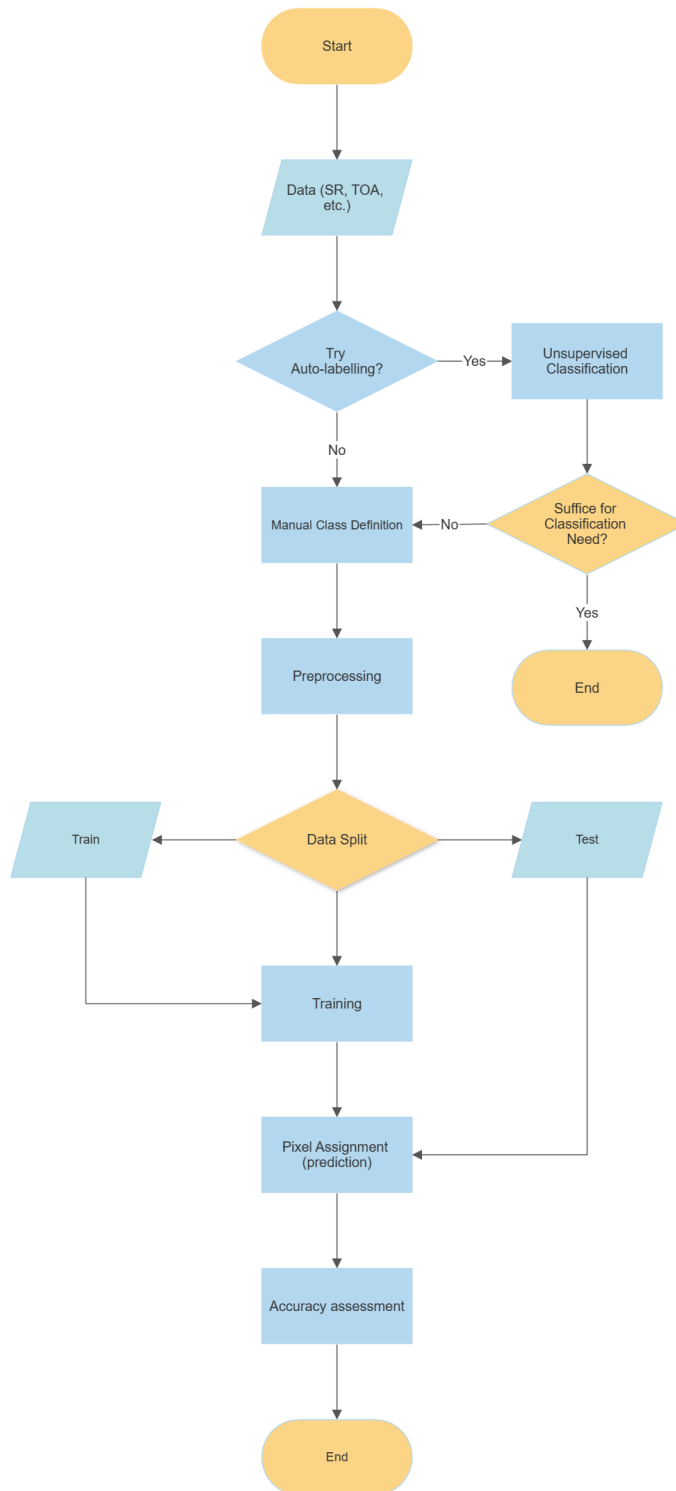 Start
Data (SR, TOA,
etc.)
Try
Auto-labelling?
Yes
Unsupervised
Classification
No
Manual Class Definition
No
Suffice for
Classification
Need?
Yes
Preprocessing
End
Train
Data Split
Test
Training
Pixel Assignment
(prediction)
Accuracy assessment
End